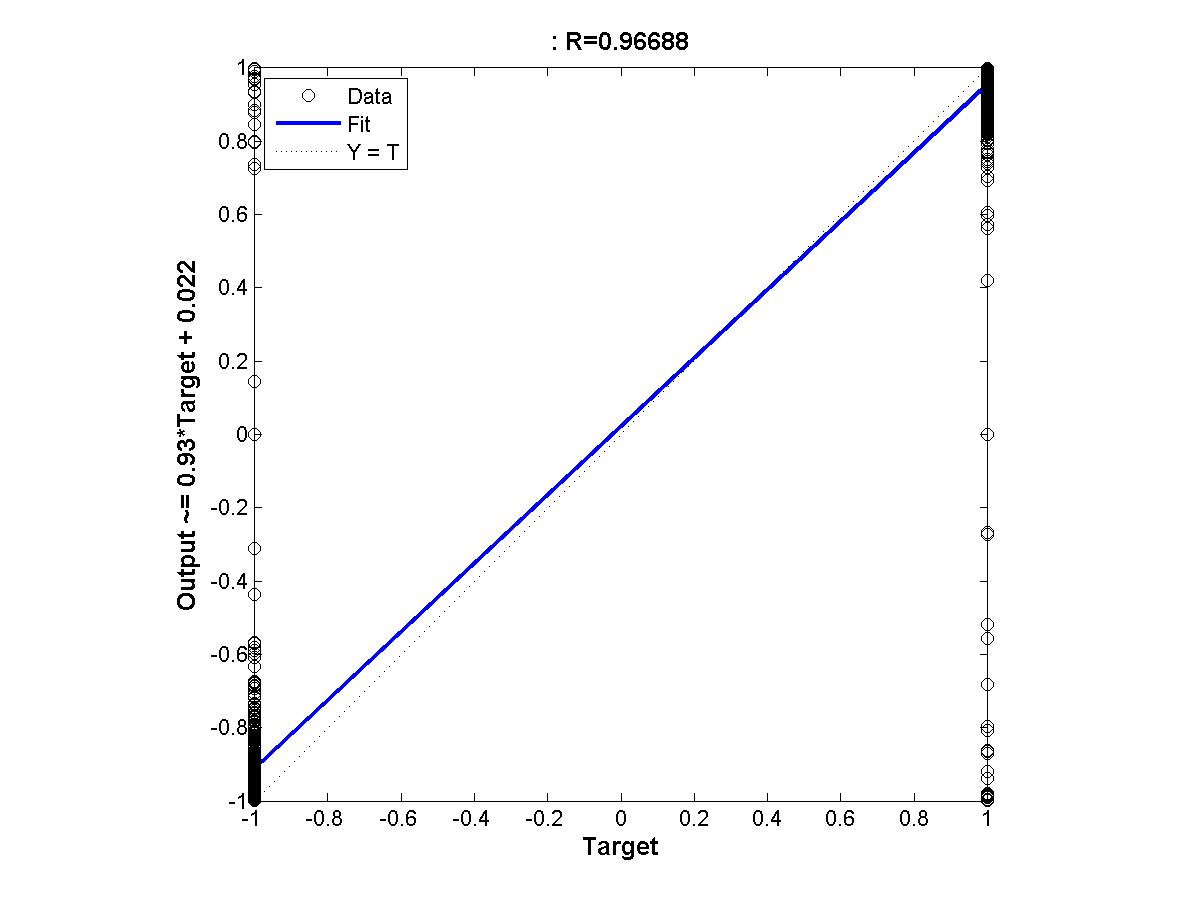 : R=0.96688
Data
Fit
Y = T
1
0.8
0.6
0.4
0.2
0
-0.2
-0.4
-0.6
-0.8
-1
Output ~= 0.93*Target + 0.022
-1 -0.8 -0.6 -0.4 -0.2 0 0.2 0.4 0.6 0.8 1
Target